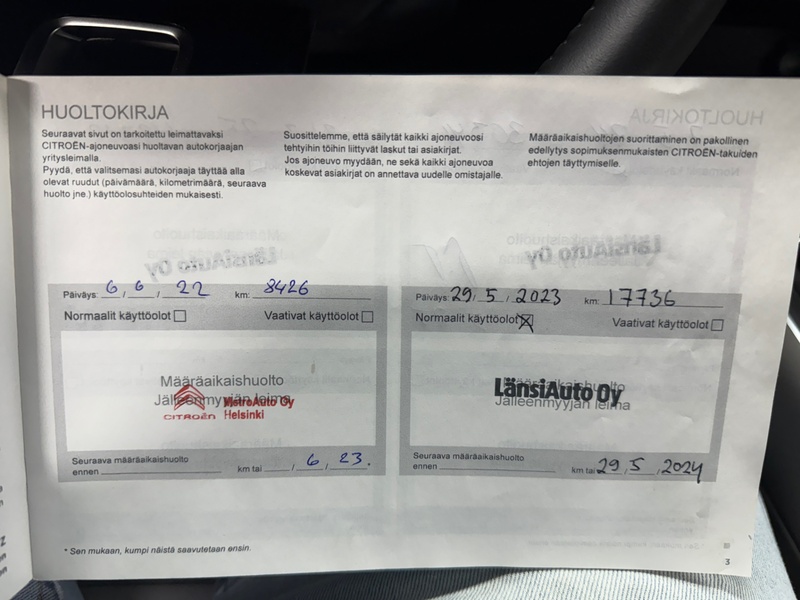 HUOLTOKIRJA
Seuraavat sivut on tarkoitettu leimattavaksi
CITROËN-ajoneuvoasi huoltavan autokorjaajan
yritysleimalla.
Pyydä, että valitsemasi autokorjaaja täyttää alla
olevat ruudut (päivämäärä, kilometrimäärä, seuraava
huolto jne.) käyttöolosuhteiden mukaisesti.
Suosittelemme, että säilytät kaikki ajoneuvoosi
tehtyihin töihin liittyvät laskut tai asiakirjat.
Jos ajoneuvo myydään, ne sekä kaikki ajoneuvoa
koskevat asiakirjat on annettava uudelle omistajalle.
Määräaikaishuoltojen suorittaminen on pakollinen
edellytys sopimuksenmukaisten CITROËN-takuiden
ehtojen täyttymiselle.
Päiväys: 6 / 6 / 22 km: 8426
Normaalit käyttöolot Vaativat käyttöolot
Määräaikaishuolto
Jälleenmyyjän leima
CITROËN
MetroAuto Oy
Helsinki
Seuraava määräaikaishuolto
ennen km tai / 6 / 23.
Päiväys: 29 / 5 / 2023 km: 17736
Normaalit käyttöolot Vaativat käyttöolot
Määräaikaishuolto
LänsiAuto Oy
Jälleenmyyjän leima
Seuraava määräaikaishuolto
ennen km tai 29 / 5 / 2024
* Sen mukaan, kumpi näistä saavutetaan ensin.
3